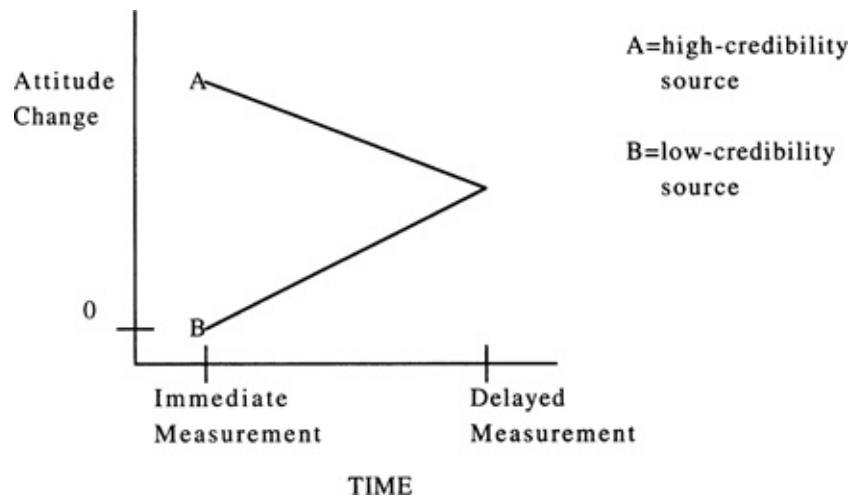 Attitude
Change
A
0
B
Immediate
Measurement
Delayed
Measurement
TIME
A=high-credibility
source
B=low-credibility
source